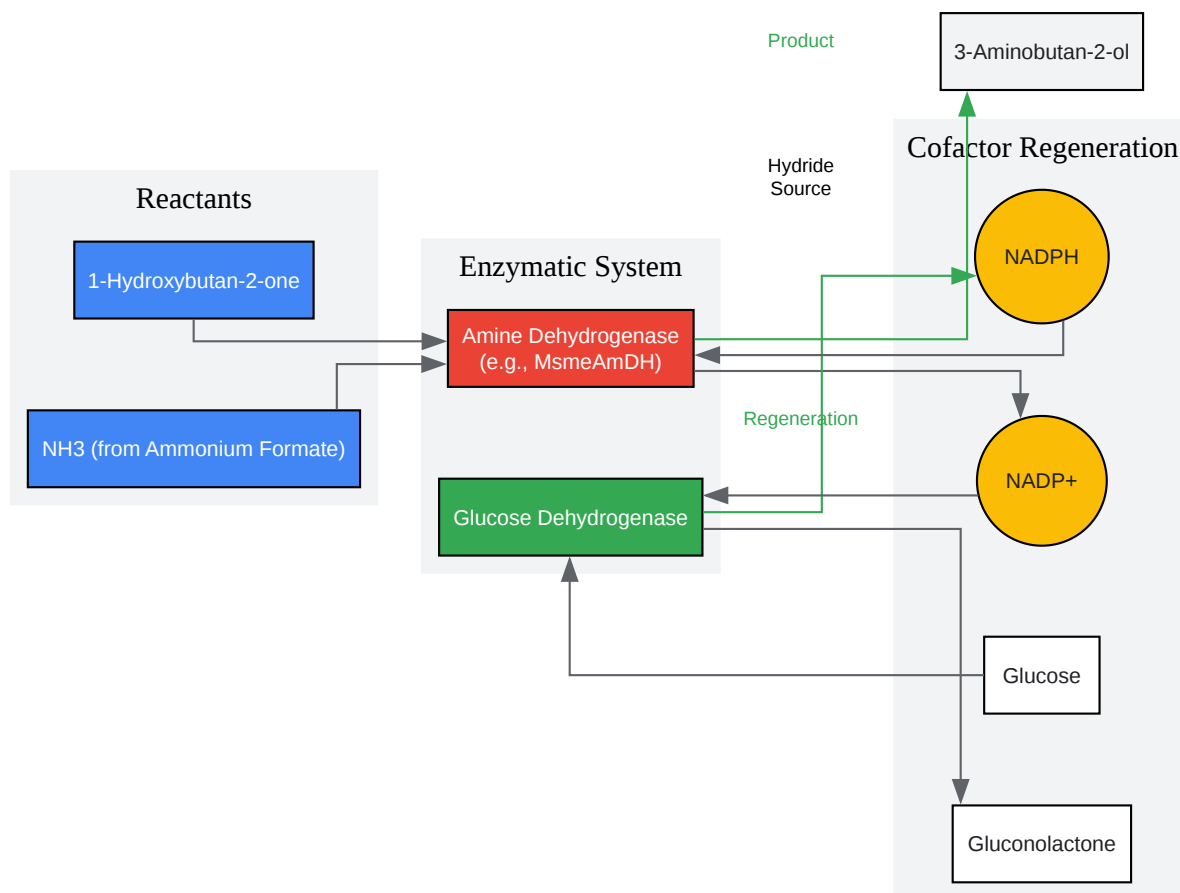 Product
3-Aminobutan-2-ol
Cofactor Regeneration
Hydride
Source
Reactants
NADPH
Enzymatic System
1-Hydroxybutan-2-one
Amine Dehydrogenase
(e.g., MsmeAmDH)
Regeneration
NH3 (from Ammonium Formate)
NADP+
Glucose Dehydrogenase
Glucose
Gluconolactone